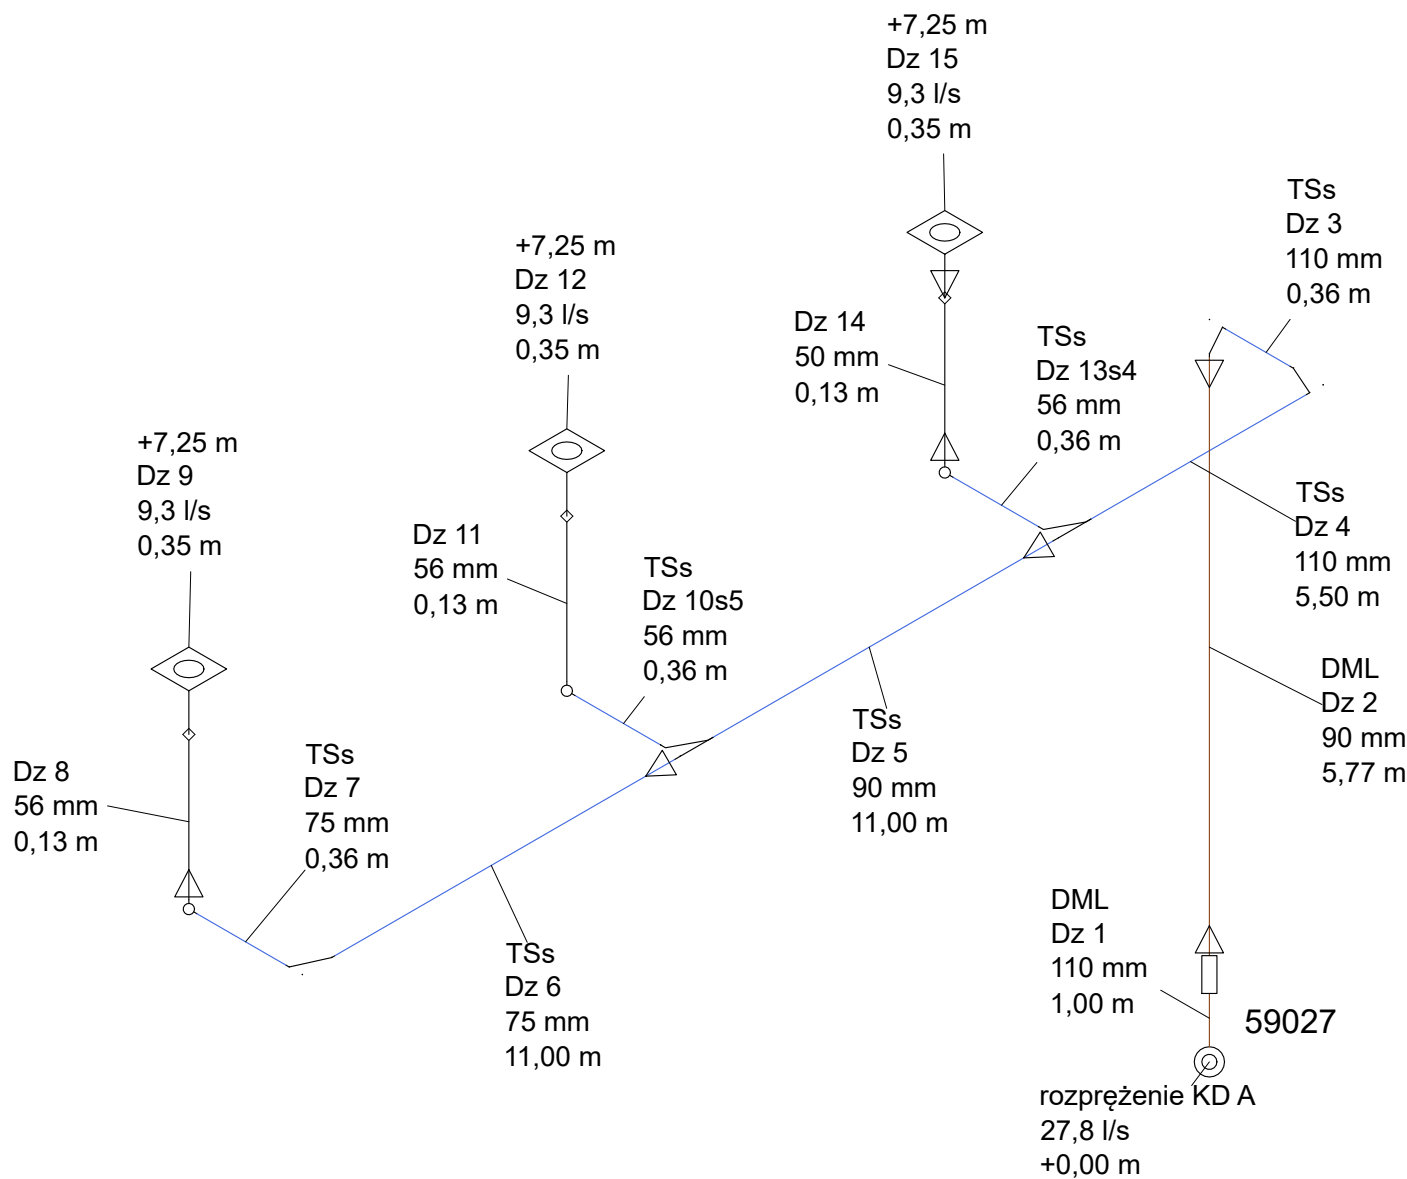 +7,25 m
Dz 15
9,3 l/s
0,35 m
TSs
Dz 3
110 mm
0,36 m
+7,25 m
Dz 12
9,3 l/s
0,35 m
Dz 14
50 mm
0,13 m
TSs
Dz 13s4
56 mm
0,36 m
+7,25 m
Dz 9
9,3 l/s
0,35 m
TSs
Dz 4
110 mm
5,50 m
Dz 11
56 mm
0,13 m
TSs
Dz 10s5
56 mm
0,36 m
DML
Dz 2
90 mm
5,77 m
TSs
Dz 5
90 mm
11,00 m
TSs
Dz 7
75 mm
0,36 m
Dz 8
56 mm
0,13 m
DML
Dz 1
110 mm
1,00 m
TSs
Dz 6
75 mm
11,00 m
59027
rozprężenie KD A
27,8 l/s
+0,00 m